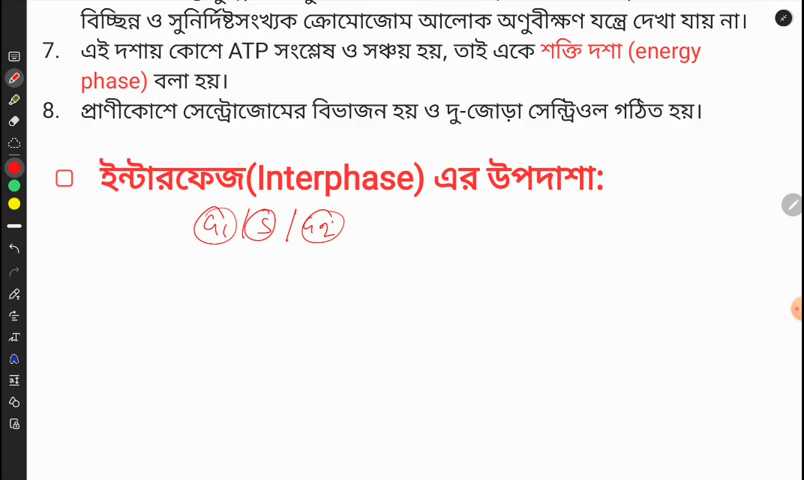 বিচ্ছিন্ন ও সুনির্দিষ্টসংখ্যক ক্রোমোজোম আলোক অণুবীক্ষণ যন্ত্রে দেখা যায় না।
7. এই দশায় কোশে ATP সংশ্লেষ ও সঞ্চয় হয়, তাই একে শক্তি দশা (energy
phase) বলা হয়।
8. প্রাণীকোশে সেন্ট্রোজোমের বিভাজন হয় ও দু-জোড়া সেন্ট্রিওল গঠিত হয়।
ইন্টারফেজ(Interphase) এর উপদাশা:
G1 / S / G2